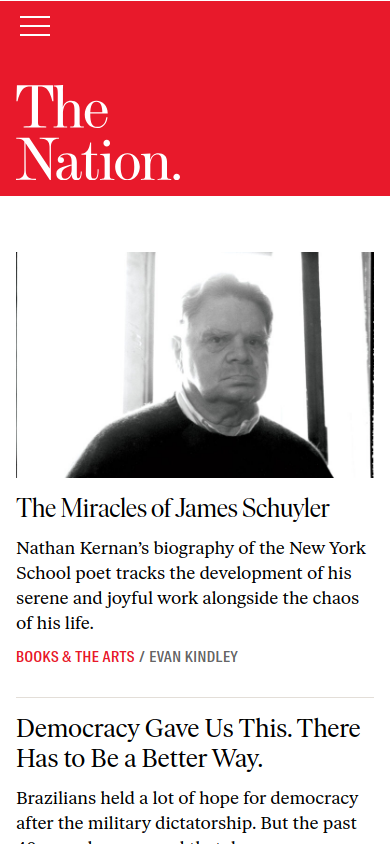 The
Nation.
The Miracles of James Schuyler
Nathan Kernan’s biography of the New York
School poet tracks the development of his
serene and joyful work alongside the chaos
of his life.
BOOKS & THE ARTS / EVAN KINDLEY
Democracy Gave Us This. There
Has to Be a Better Way.
Brazilians held a lot of hope for democracy
after the military dictatorship. But the past